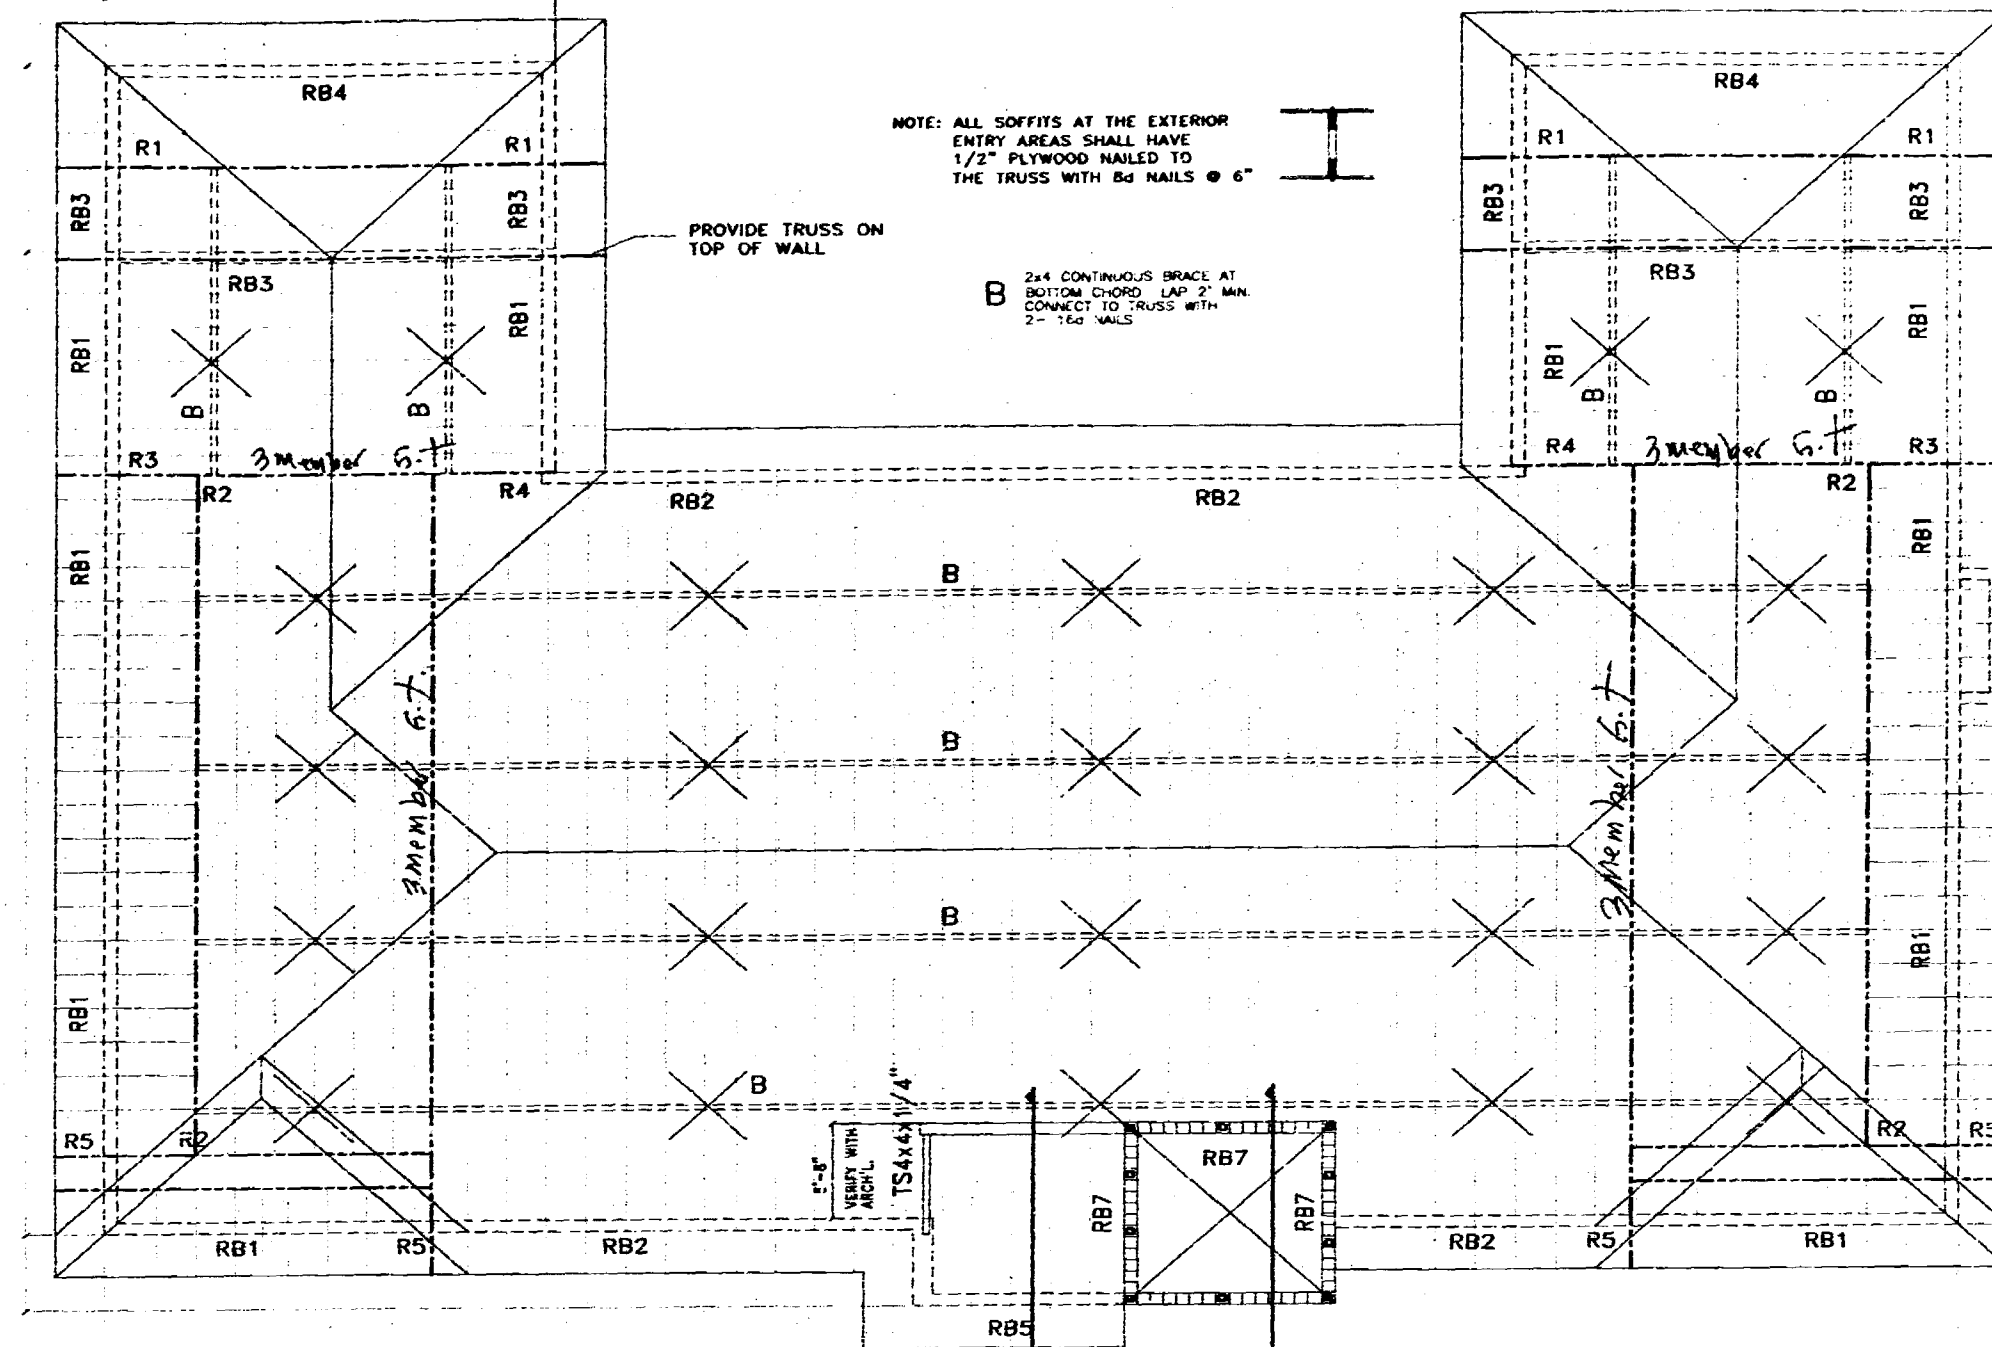 RB4
RB4
R1
R1
R1
R1
NOTE: ALL SOFFITS AT THE EXTERIOR
ENTRY AREAS SHALL HAVE
1/2" PLYWOOD NAILED TO
THE TRUSS WITH 8d NAILS @ 6"
RB3
RB3
RB3
RB3
PROVIDE TRUSS ON
TOP OF WALL
RB3
RB3
B
2x4 CONTINUOUS BRACE AT
BOTTOM CHORD LAP 2' MIN.
CONNECT TO TRUSS WITH
2- 16d NAILS
RB1
RB1
RB1
RB1
B
B
B
B
R3
3 member G.T
R4
3 member G.T
R3
R2
R4
RB2
RB2
R2
RB1
B
RB1
3 member G.T.
B
3 Member G.T
RB1
B
RB1
B
R5
R2
5'-8"
VERIFY WITH
ARCH'L.
TS4x4x1/4"
RB7
RB7
RB7
R2
R5
RB1
R5
RB2
RB2
R5
RB1
RB5